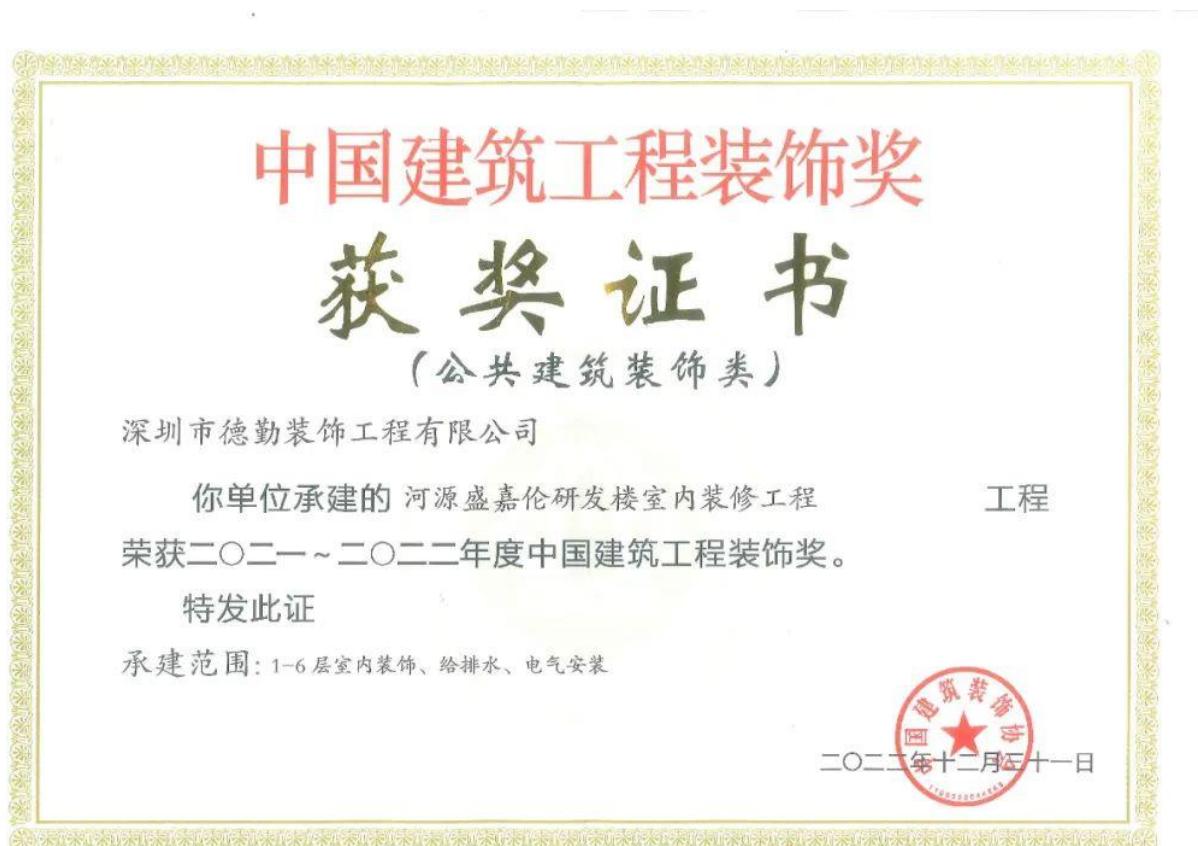 中国建筑工程装饰奖
获奖证书
（公共建筑装饰类）
深圳市德勤装饰工程有限公司
你单位承建的 河源盛嘉伦研发楼室内装修工程 工程
荣获二〇二一～二〇二二年度中国建筑工程装饰奖。
特发此证
承建范围：1-6层室内装饰、给排水、电气安装
中国建筑装饰协会
二〇二二年十二月三十一日